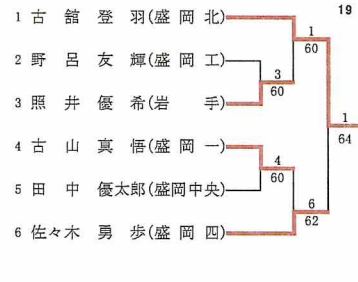 19
1 古舘登羽(盛岡北)
2 野呂友輝(盛岡工)
3 照井優希(岩手)
4 古山真悟(盛岡一)
5 田中優太郎(盛岡中央)
6 佐々木勇歩(盛岡四)
1
60
3
60
1
64
4
60
6
62